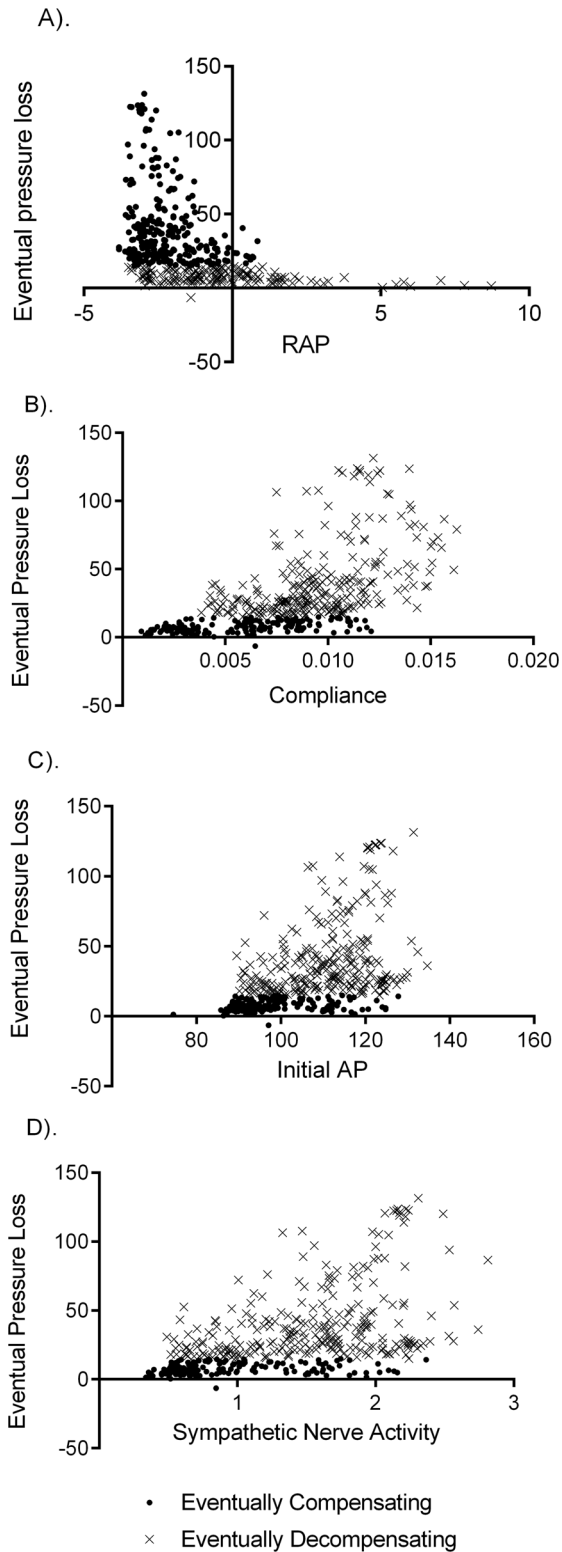 A).
Eventual pressure loss
150
100
50
-50
-5
5
10
RAP
B).
Eventual Pressure Loss
150
100
50
0
-50
0.005
0.010
0.015
0.020
Compliance
C).
Eventual Pressure Loss
150
100
50
0
-50
80
100
120
140
160
Initial AP
D).
Eventual Pressure Loss
150
100
50
0
-50
1
2
3
Sympathetic Nerve Activity
Eventually Compensating
Eventually Decompensating